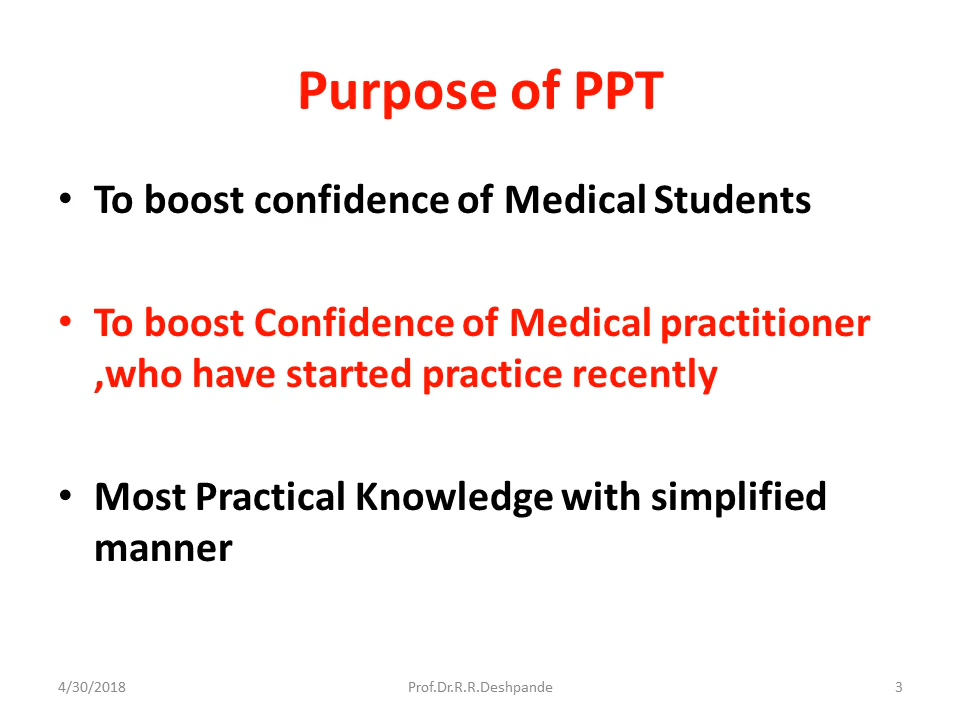 Purpose of PPT
• To boost confidence of Medical Students
• To boost Confidence of Medical practitioner
,who have started practice recently
• Most Practical Knowledge with simplified
manner
4/30/2018 Prof.Dr.R.R.Deshpande 3